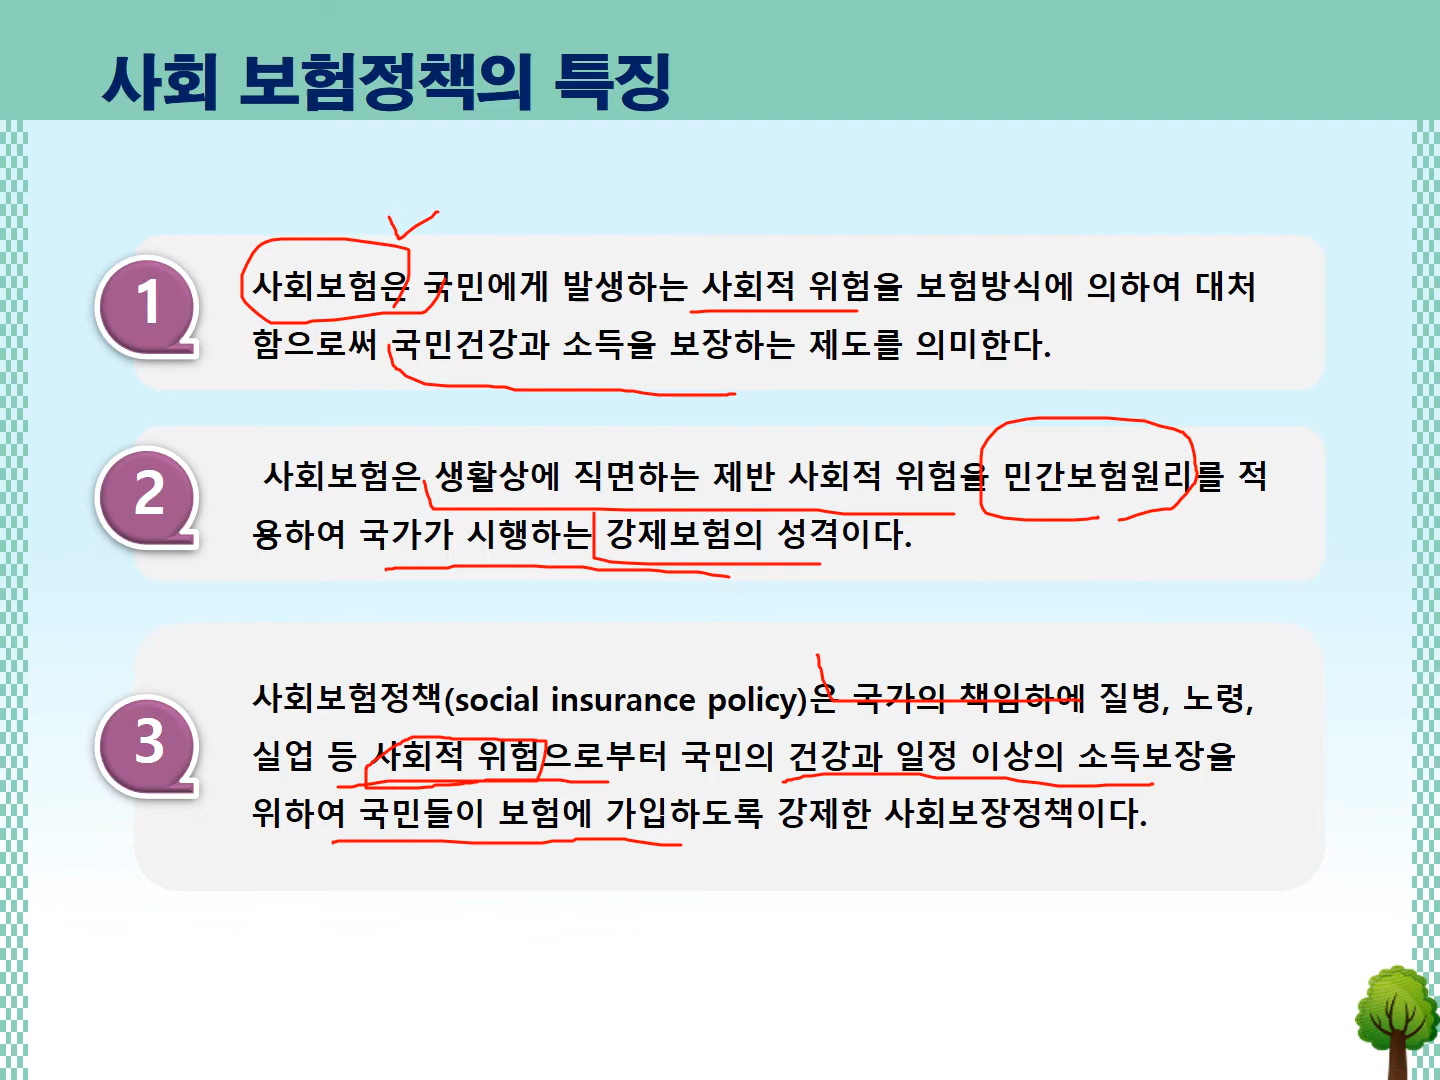 사회 보험정책의 특징
1
사회보험은 국민에게 발생하는 사회적 위험을 보험방식에 의하여 대처
함으로써 국민건강과 소득을 보장하는 제도를 의미한다.
2
사회보험은 생활상에 직면하는 제반 사회적 위험을 민간보험원리를 적
용하여 국가가 시행하는 강제보험의 성격이다.
3
사회보험정책(social insurance policy)은 국가의 책임하에 질병, 노령,
실업 등 사회적 위험으로부터 국민의 건강과 일정 이상의 소득보장을
위하여 국민들이 보험에 가입하도록 강제한 사회보장정책이다.